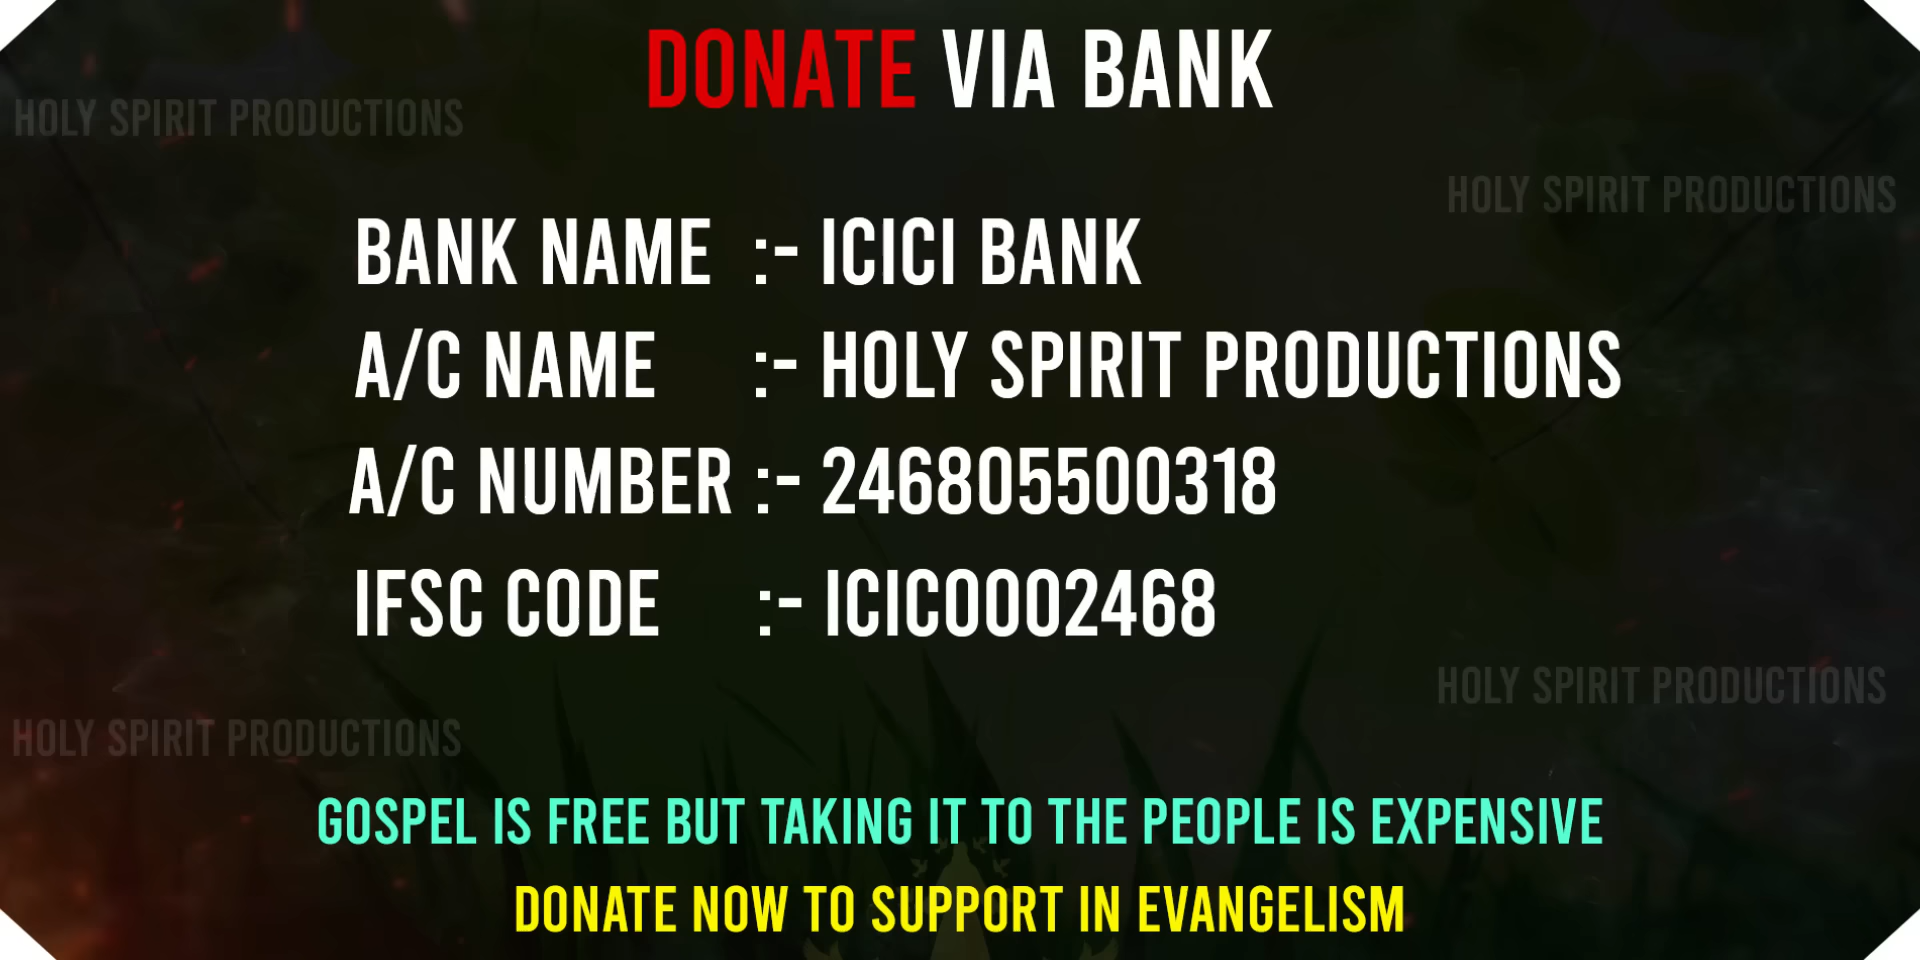 DONATE VIA BANK
HOLY SPIRIT PRODUCTIONS
HOLY SPIRIT PRODUCTIONS
BANK NAME :- ICICI BANK
A/C NAME :- HOLY SPIRIT PRODUCTIONS
A/C NUMBER :- 246805500318
IFSC CODE :- ICIC0002468
HOLY SPIRIT PRODUCTIONS
HOLY SPIRIT PRODUCTIONS
GOSPEL IS FREE BUT TAKING IT TO THE PEOPLE IS EXPENSIVE
DONATE NOW TO SUPPORT IN EVANGELISM